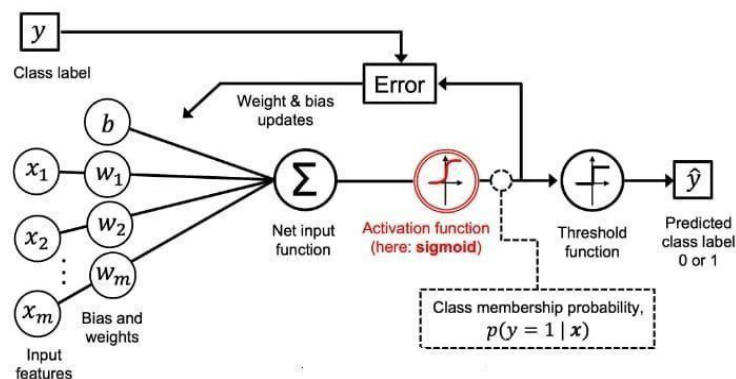 y
Class label
Error
Weight & bias
updates
b
x₁
w₁
x₂
w₂
⋮
wₘ
xₘ
Bias and
weights
Input
features
Σ
Net input
function
Activation function
(here: sigmoid)
Threshold
function
ŷ
Predicted
class label
0 or 1
Class membership probability,
p(y = 1 | x)